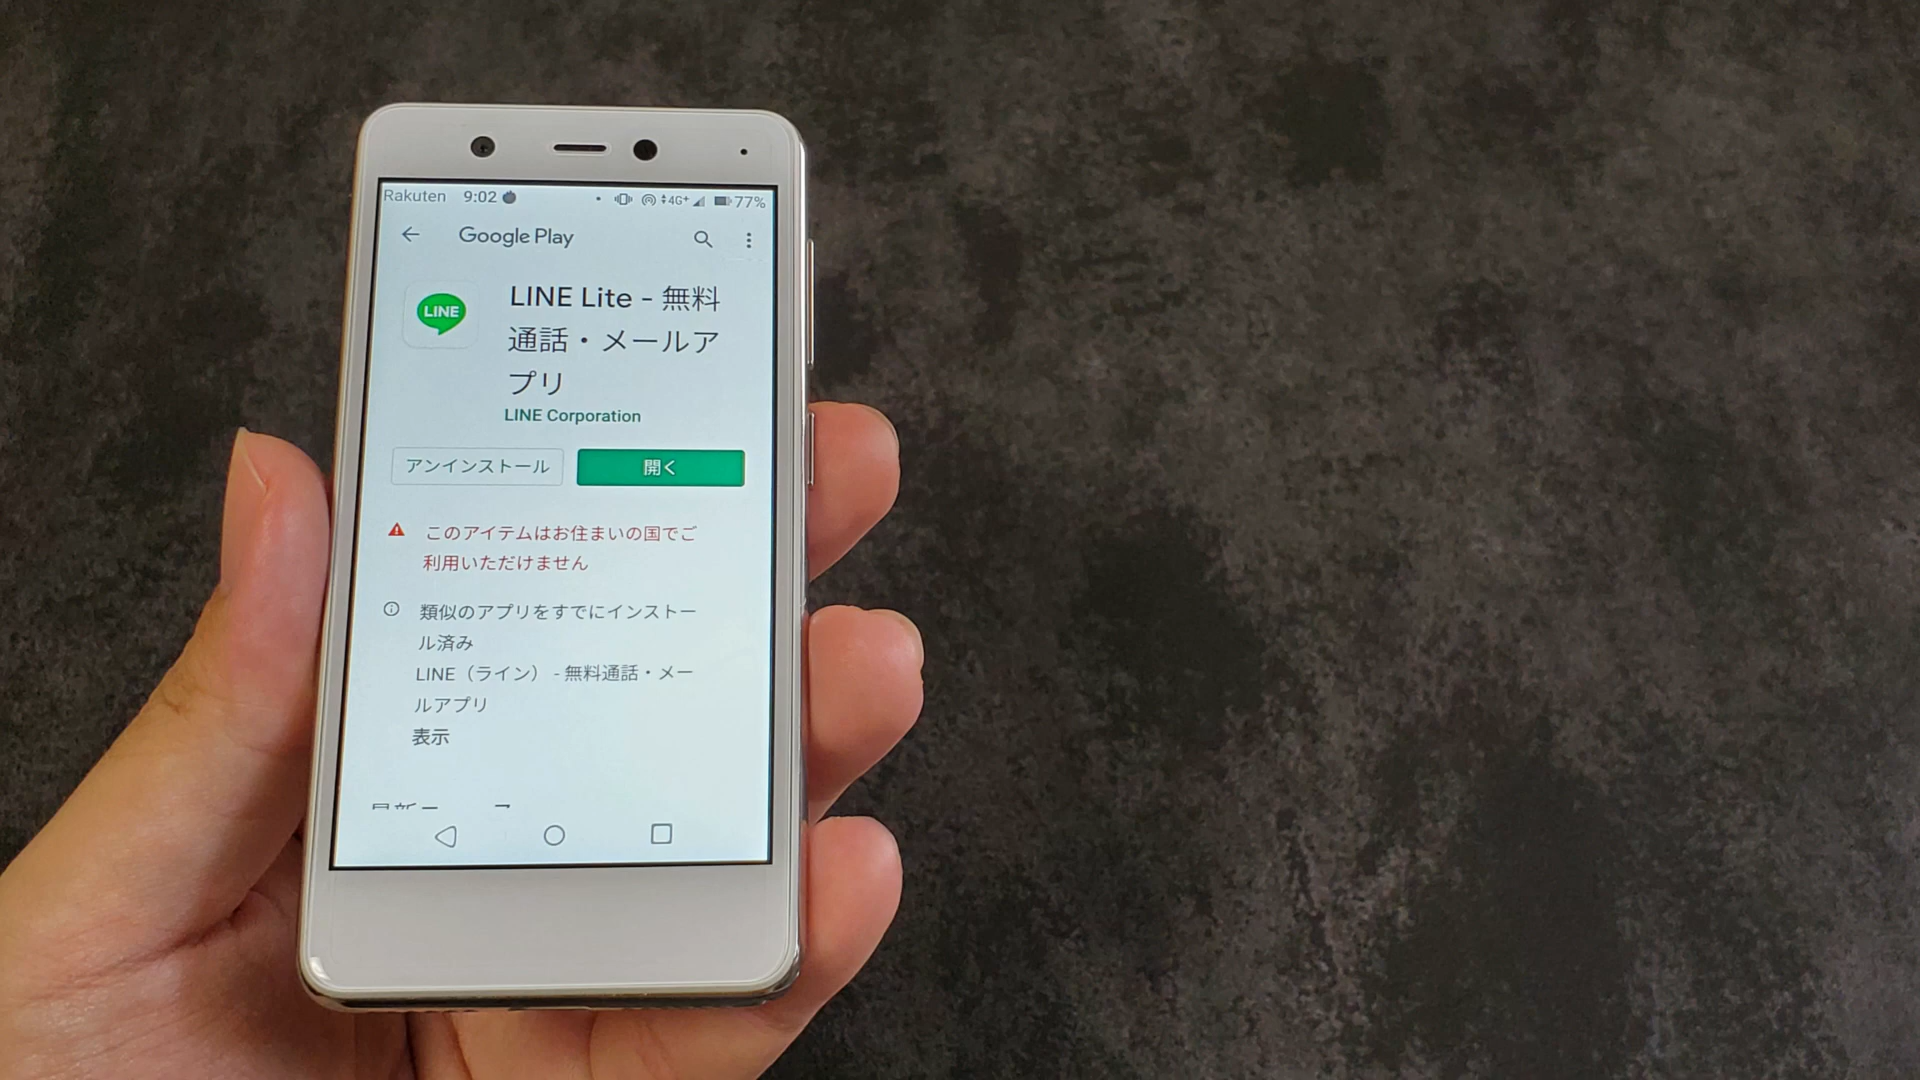 Rakuten 9:02 4G+ 77%
Google Play
LINE
LINE Lite - 無料
通話・メールア
プリ
LINE Corporation
アンインストール 開く
このアイテムはお住まいの国でご
利用いただけません
類似のアプリをすでにインストー
ル済み
LINE（ライン） - 無料通話・メー
ルアプリ
表示